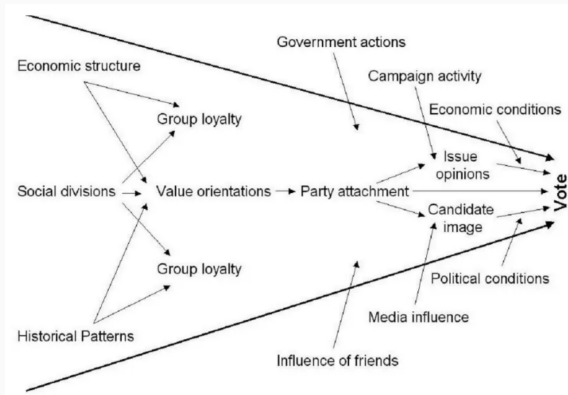 Government actions
Economic structure
Campaign activity
Group loyalty
Economic conditions
Issue
opinions
Social divisions
Value orientations
Party attachment
Vote
Candidate
image
Group loyalty
Political conditions
Media influence
Historical Patterns
Influence of friends